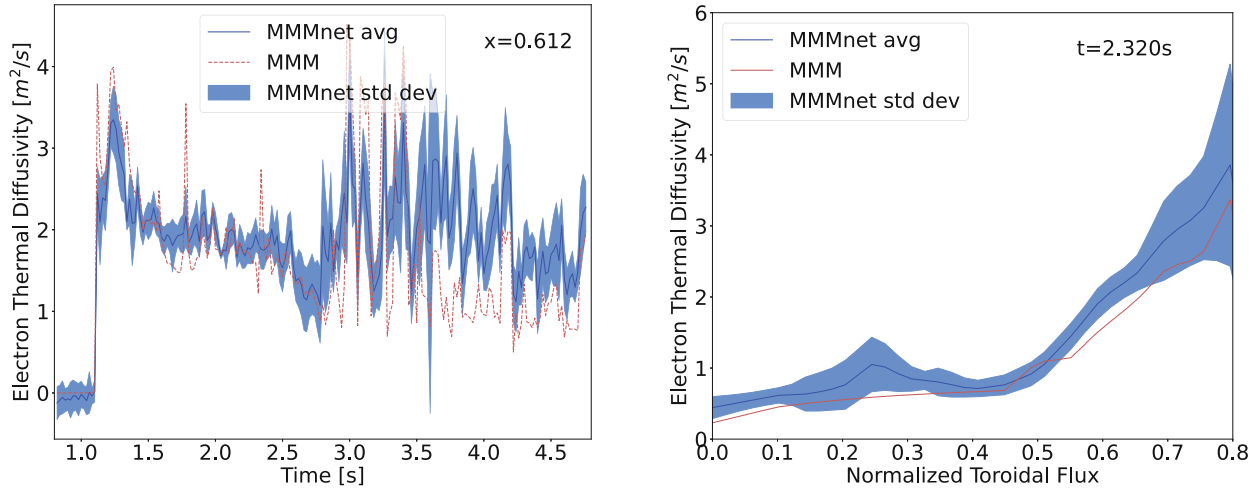 MMMnet avg
MMM
MMMnet std dev
x=0.612
Electron Thermal Diffusivity [m²/s]
4
3
2
1
0
1.0 1.5 2.0 2.5 3.0 3.5 4.0 4.5
Time [s]
MMMnet avg
MMM
MMMnet std dev
t=2.320s
Electron Thermal Diffusivity [m²/s]
6
5
4
3
2
1
0
0.0 0.1 0.2 0.3 0.4 0.5 0.6 0.7 0.8
Normalized Toroidal Flux